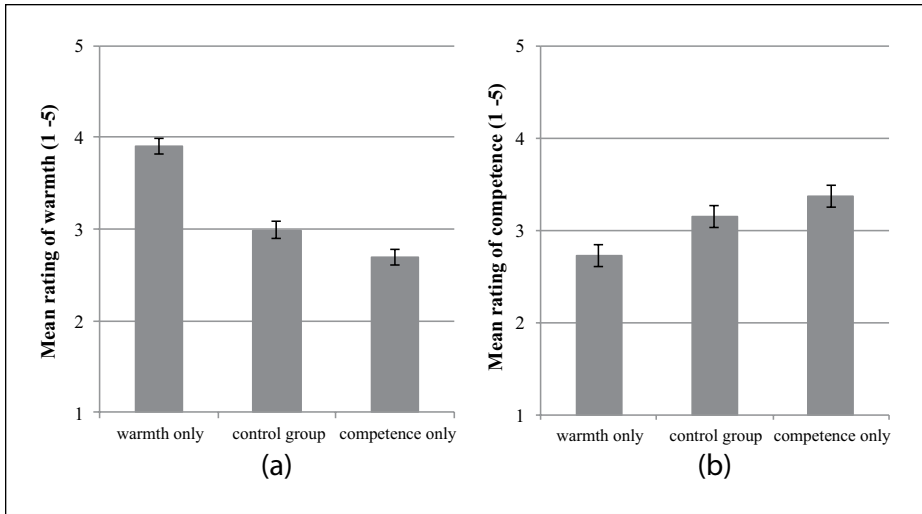 Mean rating of warmth (1 -5)
5
4
3
2
1
warmth only control group competence only
(a)
Mean rating of competence (1 -5)
5
4
3
2
1
warmth only control group competence only
(b)